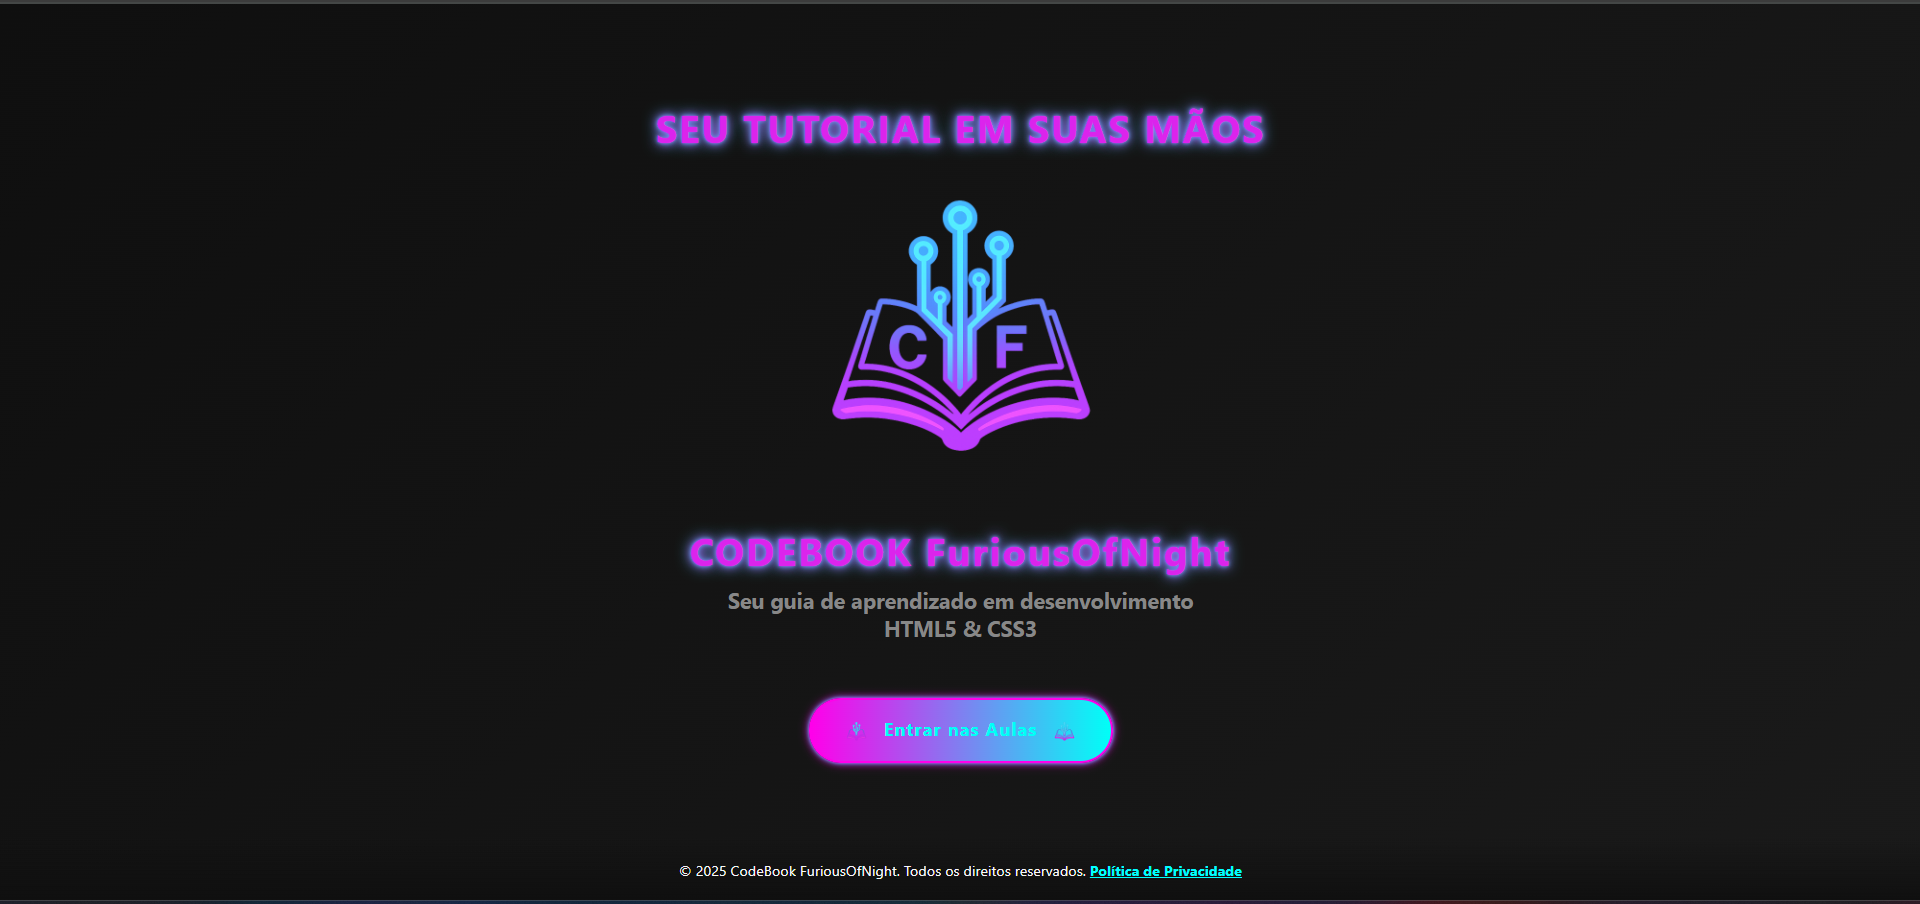 SEU TUTORIAL EM SUAS MÃOS
C F
CODEBOOK FuriousOfNight
Seu guia de aprendizado em desenvolvimento
HTML5 & CSS3
Entrar nas Aulas
© 2025 CodeBook FuriousOfNight. Todos os direitos reservados. Política de Privacidade